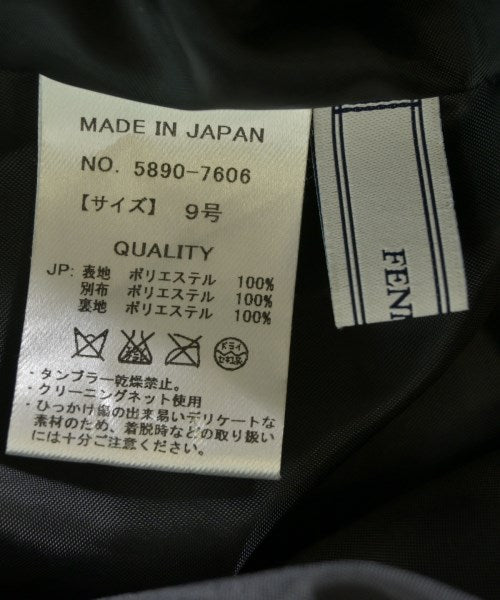 MADE IN JAPAN
NO. 5890-7606
【サイズ】 9号
QUALITY
JP: 表地 ポリエステル 100%
別布 ポリエステル 100%
裏地 ポリエステル 100%
・タンブラー乾燥禁止。
・クリーニングネット使用
・ひっかけ傷の出来易いデリケートな
素材のため、着脱時などの取り扱い
には十分ご注意ください。
FEN